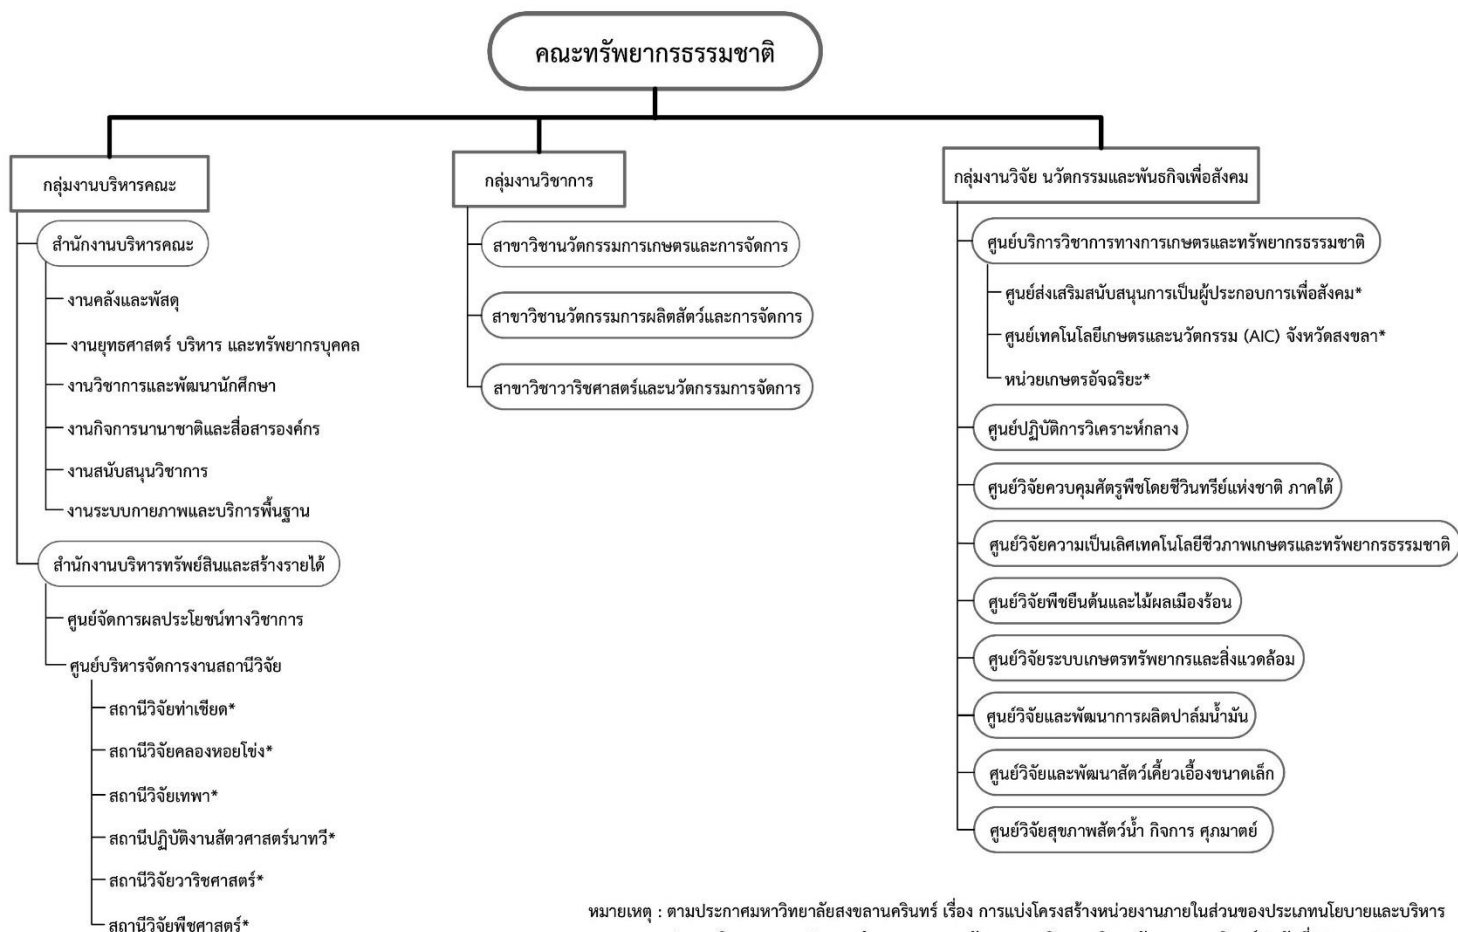 คณะทรัพยากรธรรมชาติ
กลุ่มงานบริหารคณะ
สำนักงานบริหารคณะ
งานคลังและพัสดุ
งานยุทธศาสตร์ บริหาร และทรัพยากรบุคคล
งานวิชาการและพัฒนานักศึกษา
งานกิจการนานาชาติและสื่อสารองค์กร
งานสนับสนุนวิชาการ
งานระบบกายภาพและบริการพื้นฐาน
สำนักงานบริหารทรัพย์สินและสร้างรายได้
ศูนย์จัดการผลประโยชน์ทางวิชาการ
ศูนย์บริหารจัดการงานสถานีวิจัย
สถานีวิจัยท่าเชียด*
สถานีวิจัยคลองหอยโข่ง*
สถานีวิจัยเทพา*
สถานีปฏิบัติงานสัตวศาสตร์นาทวี*
สถานีวิจัยวาริชศาสตร์*
สถานีวิจัยพืชศาสตร์*
กลุ่มงานวิชาการ
สาขาวิชานวัตกรรมการเกษตรและการจัดการ
สาขาวิชานวัตกรรมการผลิตสัตว์และการจัดการ
สาขาวิชาวาริชศาสตร์และนวัตกรรมการจัดการ
กลุ่มงานวิจัย นวัตกรรมและพันธกิจเพื่อสังคม
ศูนย์บริการวิชาการทางการเกษตรและทรัพยากรธรรมชาติ
ศูนย์ส่งเสริมสนับสนุนการเป็นผู้ประกอบการเพื่อสังคม*
ศูนย์เทคโนโลยีเกษตรและนวัตกรรม (AIC) จังหวัดสงขลา*
หน่วยเกษตรอัจฉริยะ*
ศูนย์ปฏิบัติการวิเคราะห์กลาง
ศูนย์วิจัยควบคุมศัตรูพืชโดยชีวินทรีย์แห่งชาติ ภาคใต้
ศูนย์วิจัยความเป็นเลิศเทคโนโลยีชีวภาพเกษตรและทรัพยากรธรรมชาติ
ศูนย์วิจัยพืชยืนต้นและไม้ผลเมืองร้อน
ศูนย์วิจัยระบบเกษตรทรัพยากรและสิ่งแวดล้อม
ศูนย์วิจัยและพัฒนาการผลิตปาล์มน้ำมัน
ศูนย์วิจัยและพัฒนาสัตว์เคี้ยวเอื้องขนาดเล็ก
ศูนย์วิจัยสุขภาพสัตว์น้ำ กิจการ ศุภมาตย์
หมายเหตุ : ตามประกาศมหาวิทยาลัยสงขลานครินทร์ เรื่อง การแบ่งโครงสร้างหน่วยงานภายในส่วนของประเภทนโยบายและบริหาร